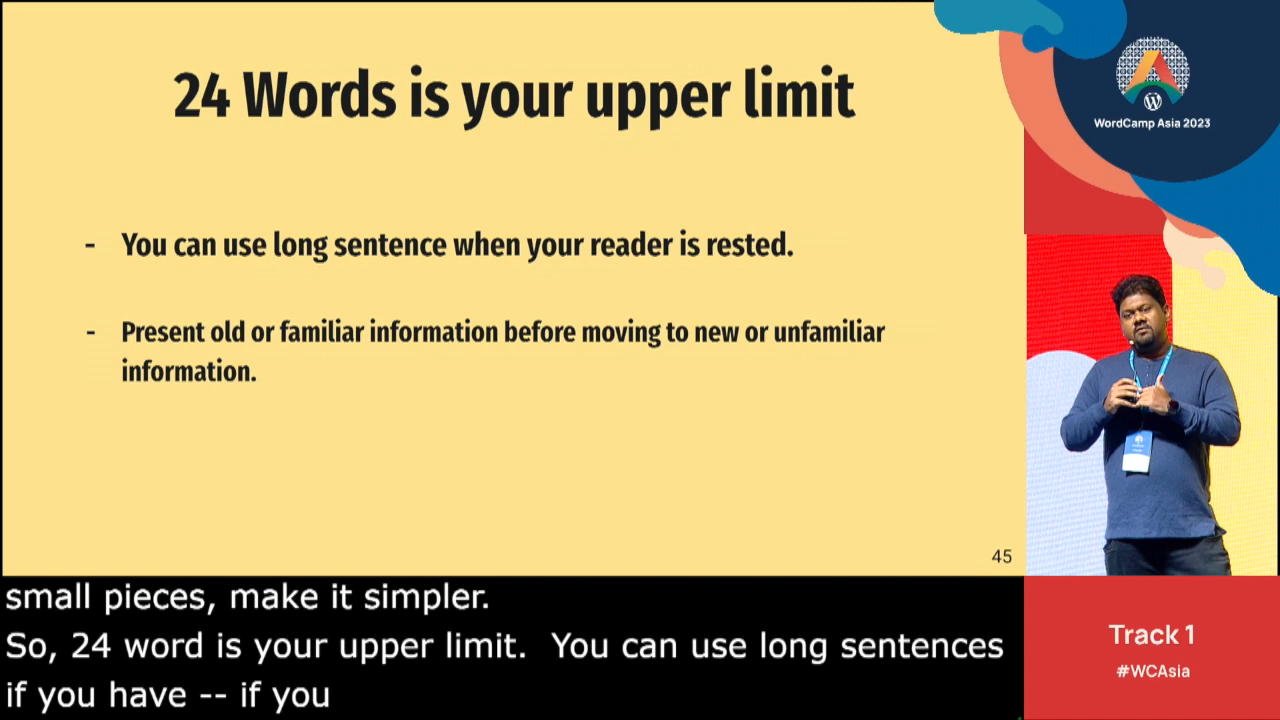 24 Words is your upper limit
- You can use long sentence when your reader is rested.
- Present old or familiar information before moving to new or unfamiliar
information.
45
WordCamp Asia 2023
small pieces, make it simpler.
So, 24 word is your upper limit.  You can use long sentences
if you have -- if you
Track 1
#WCAsia